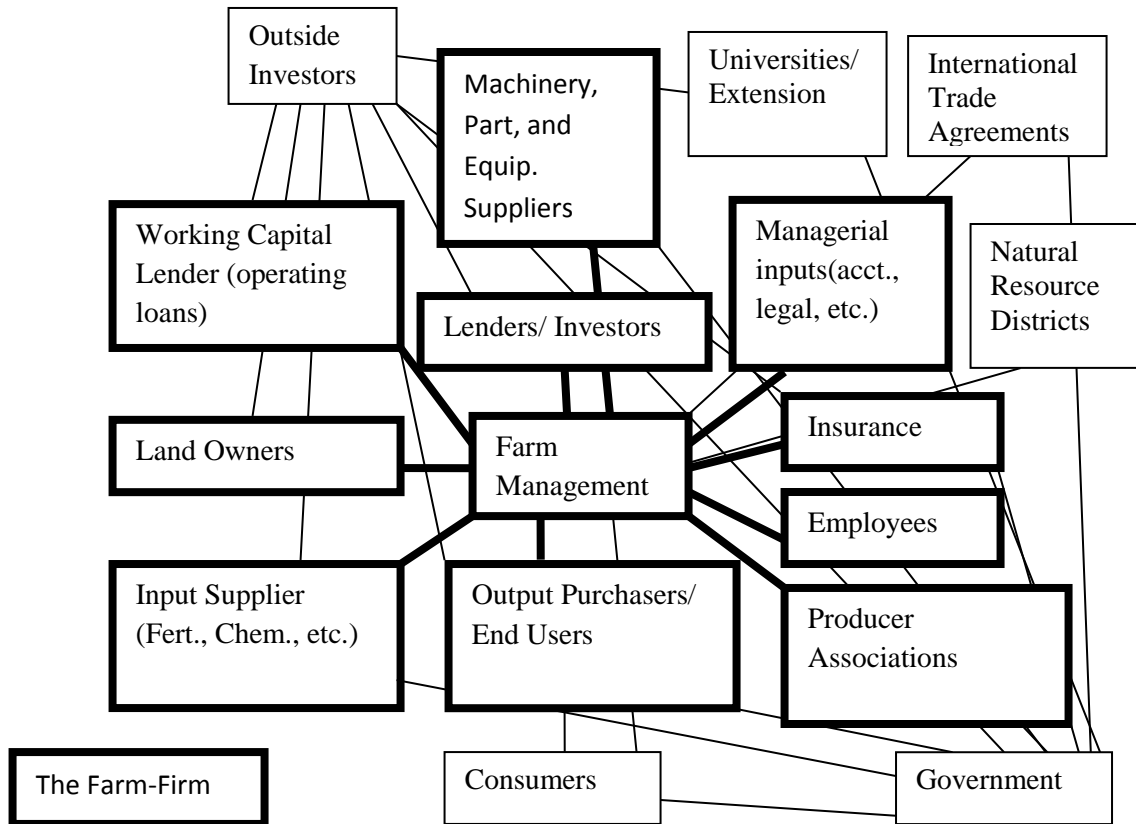 Outside
Investors
Machinery,
Part, and
Equip.
Suppliers
Universities/
Extension
International
Trade
Agreements
Working Capital
Lender (operating
loans)
Lenders/ Investors
Managerial
inputs(acct.,
legal, etc.)
Natural
Resource
Districts
Land Owners
Farm
Management
Insurance
Employees
Input Supplier
(Fert., Chem., etc.)
Output Purchasers/
End Users
Producer
Associations
The Farm-Firm
Consumers
Government